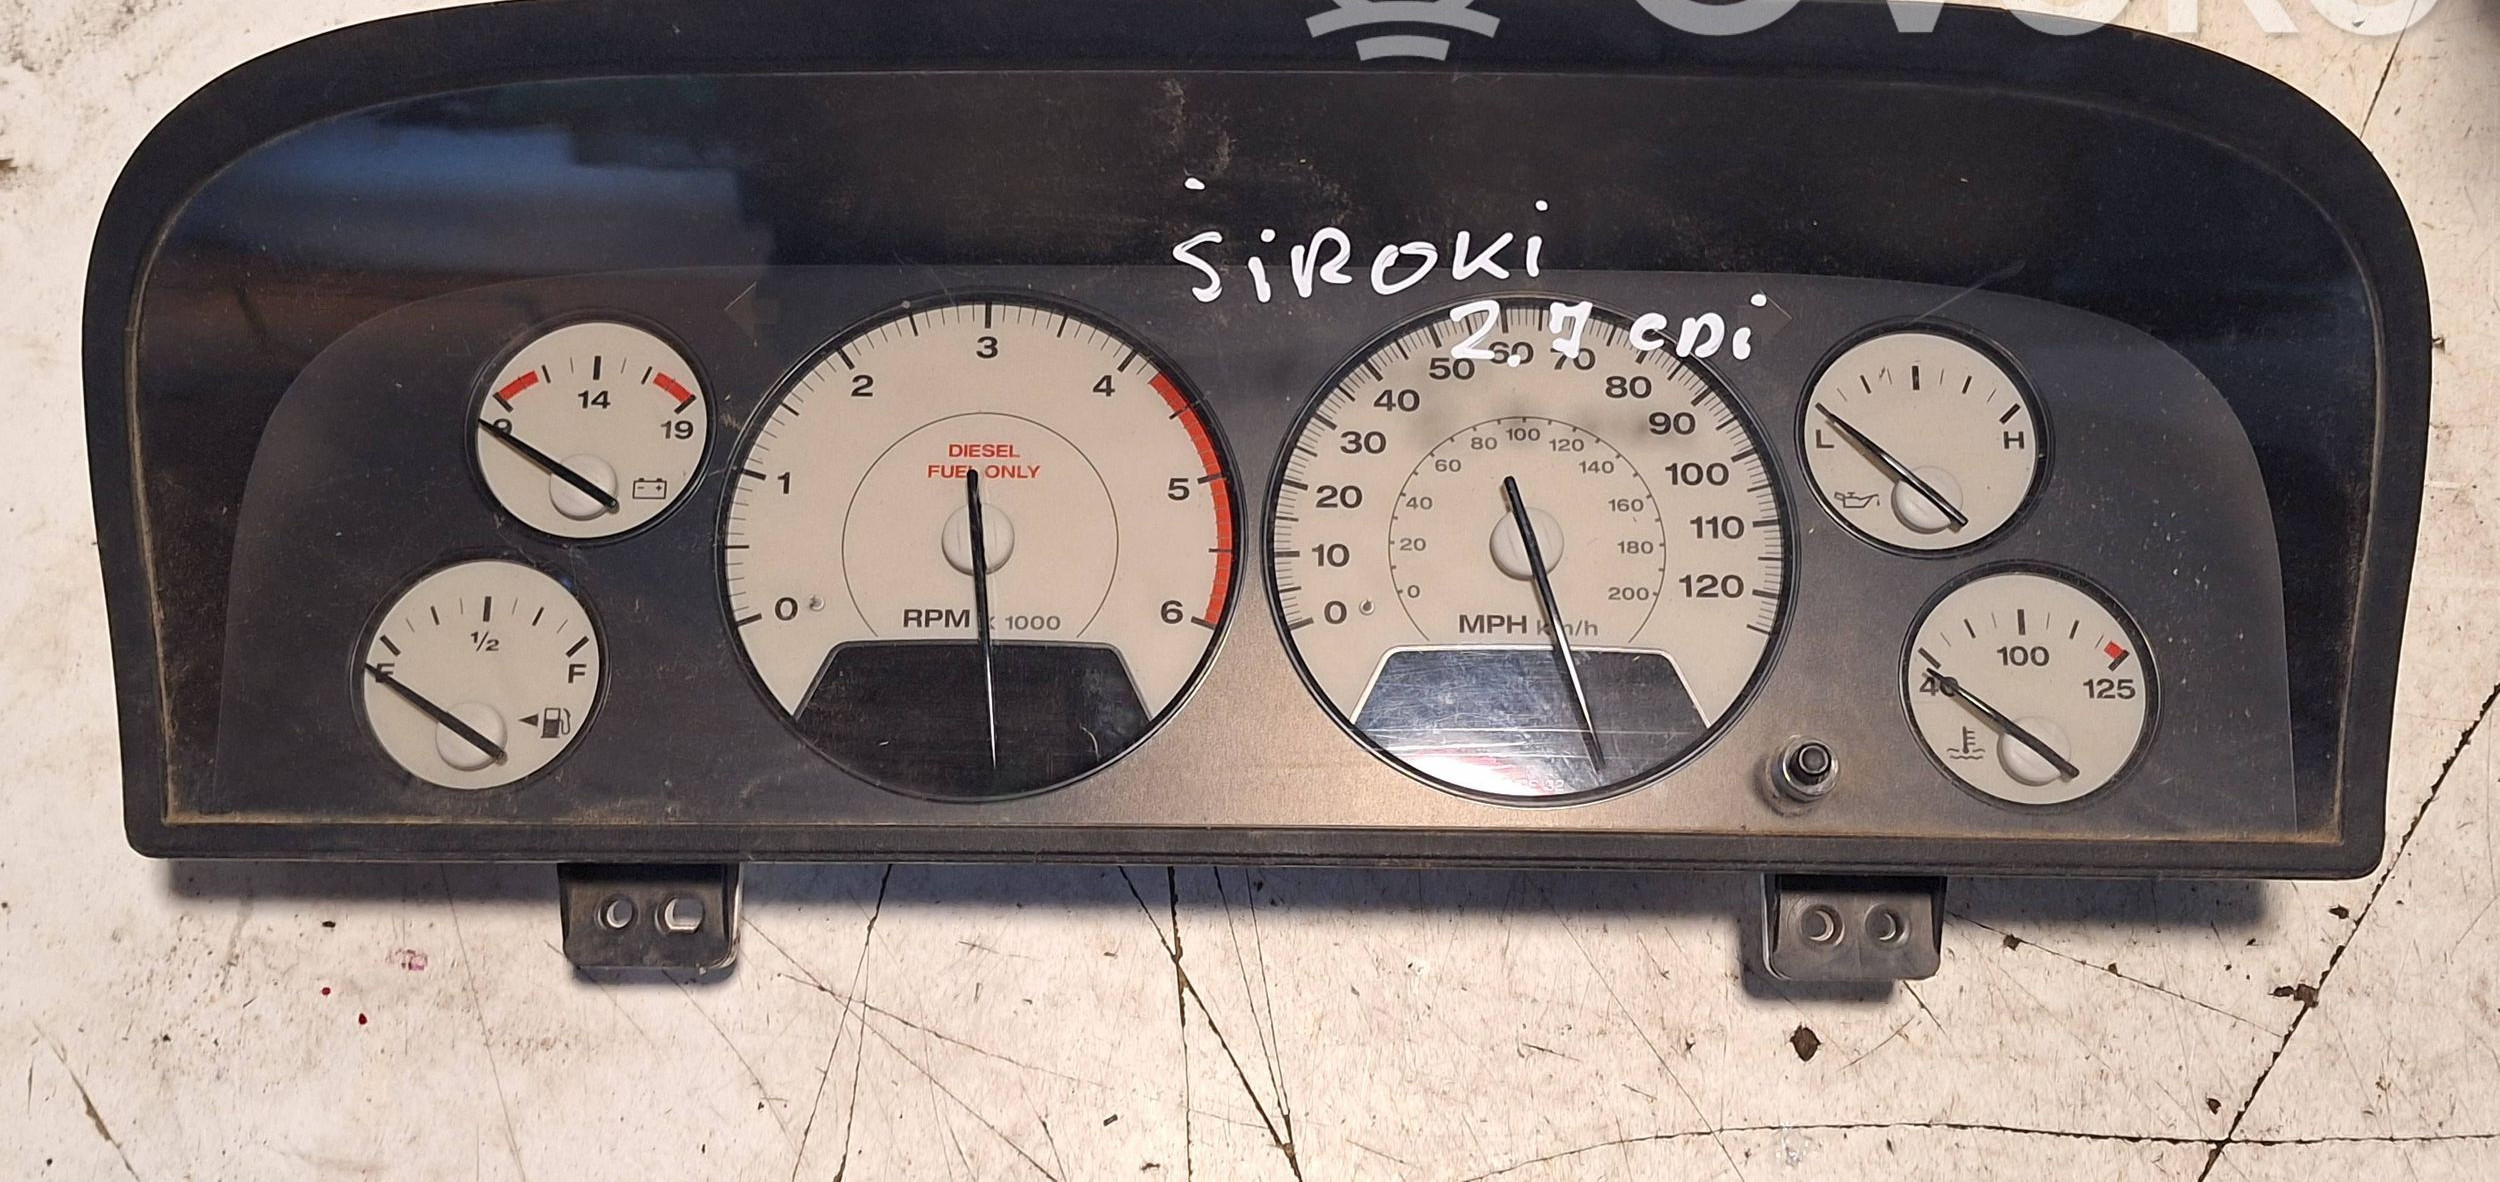 SiROKi
2.7 CDi
9 14 19
E 1/2 F
0 1 2 3 4 5 6
DIESEL
FUEL ONLY
RPM x 1000
0 10 20 30 40 50 60 70 80 90 100 110 120
0 20 40 60 80 100 120 140 160 180 200
MPH km/h
L H
40 100 125